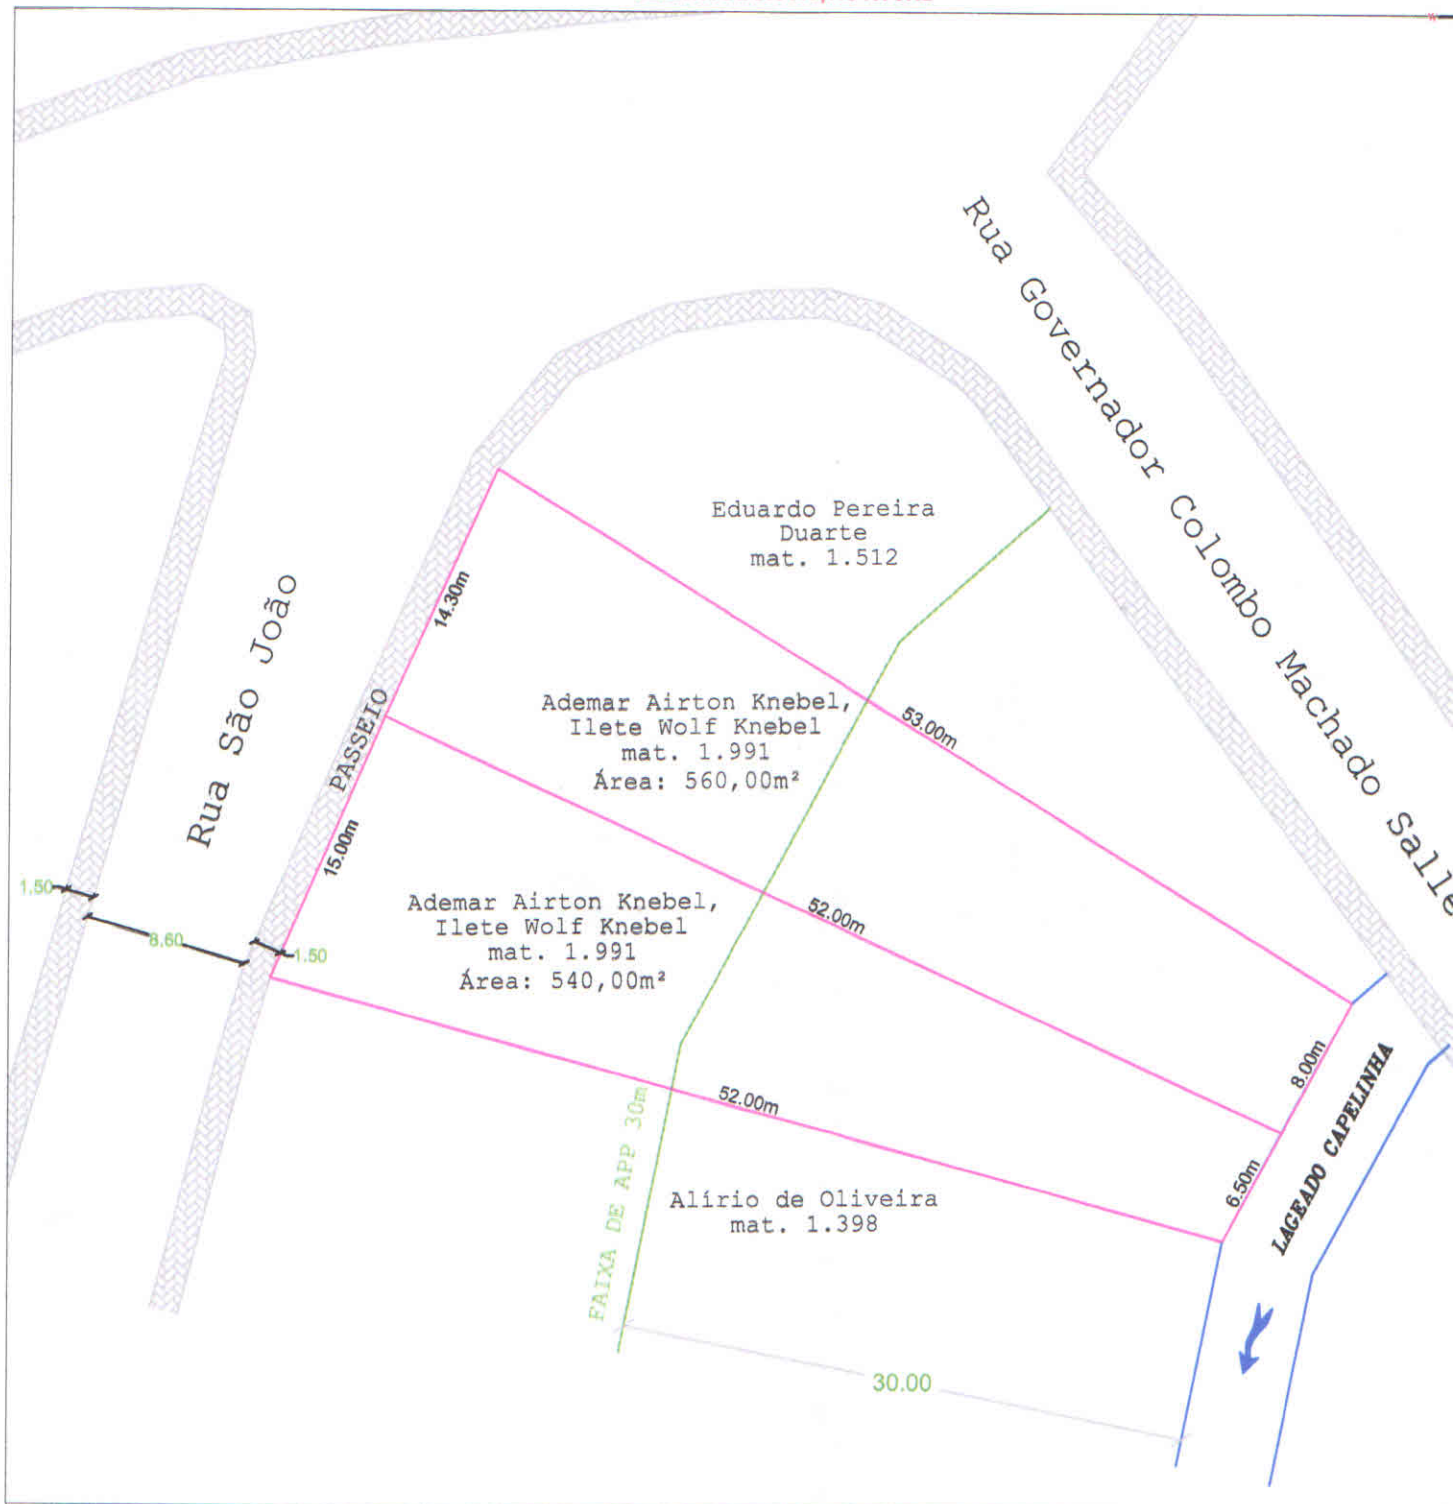 Rua Governador Colombo Machado Salle
Eduardo Pereira
Duarte
mat. 1.512
14.30m
Rua São João
PASSEIO
Ademar Airton Knebel,
Ilete Wolf Knebel
mat. 1.991
Área: 560,00m²
53.00m
15.00m
1.50
8.60
1.50
Ademar Airton Knebel,
Ilete Wolf Knebel
mat. 1.991
Área: 540,00m²
52.00m
8.00m
LAGEADO CAPELINHA
52.00m
6.50m
FAIXA DE APP 30m
Alírio de Oliveira
mat. 1.398
30.00